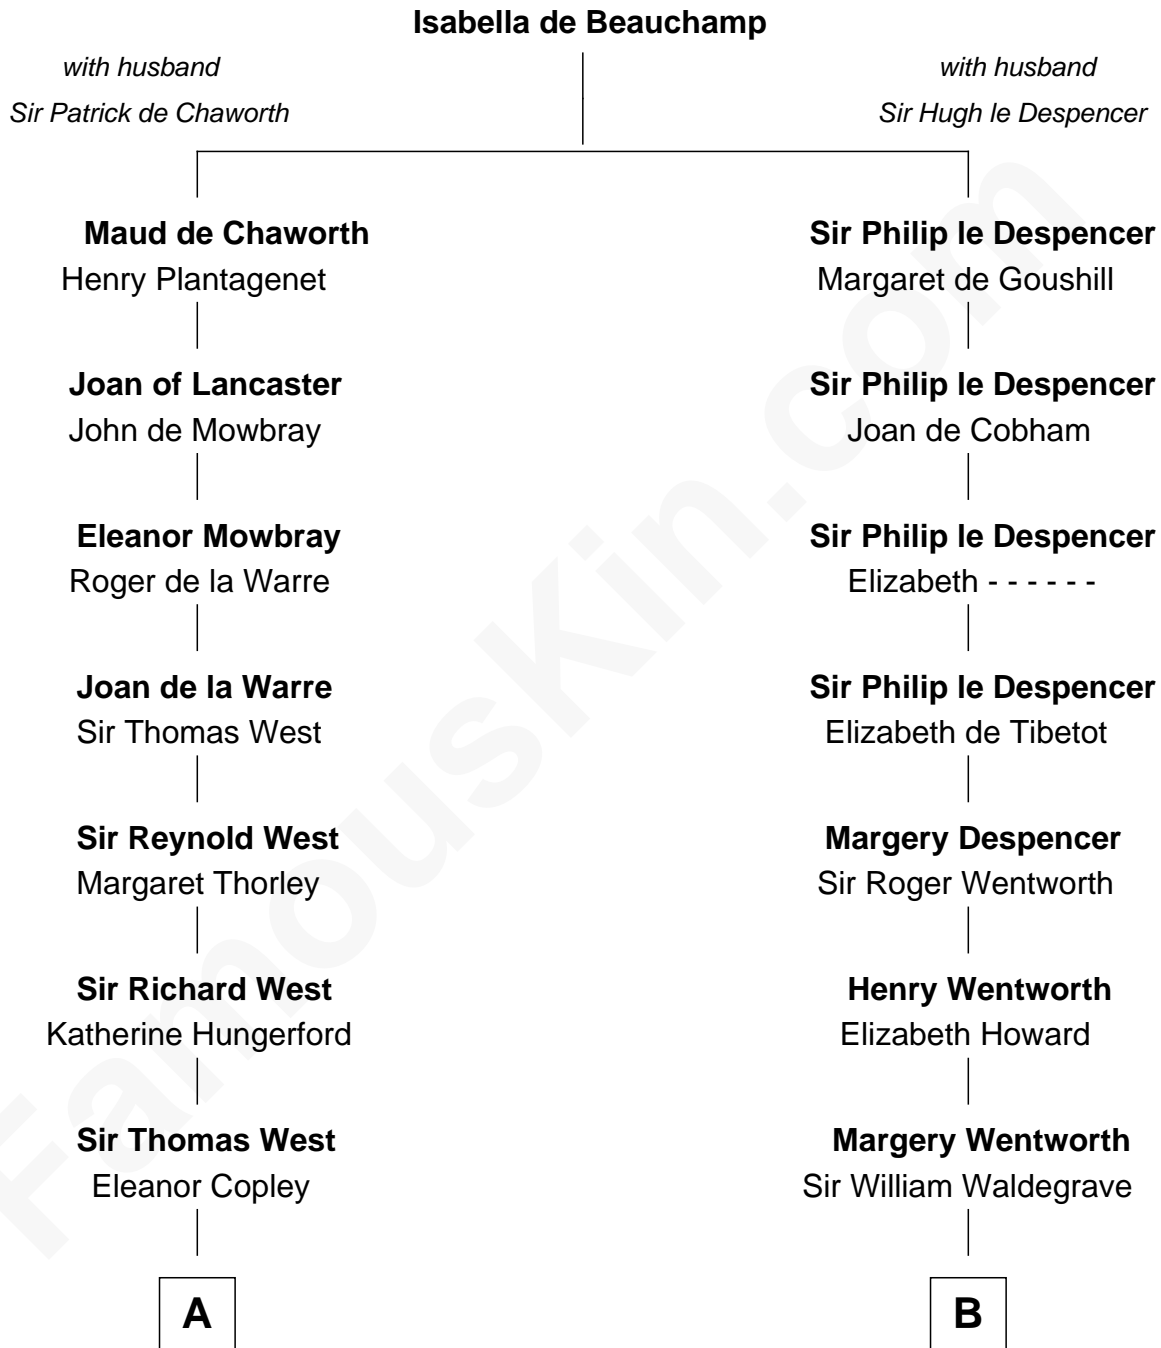 Isabella de Beauchamp
with husband
Sir Patrick de Chaworth
with husband
Sir Hugh le Despencer
Maud de Chaworth
Henry Plantagenet
Sir Philip le Despencer
Margaret de Goushill
Joan of Lancaster
John de Mowbray
Sir Philip le Despencer
Joan de Cobham
Eleanor Mowbray
Roger de la Warre
Sir Philip le Despencer
Elizabeth - - - - - -
Joan de la Warre
Sir Thomas West
Sir Philip le Despencer
Elizabeth de Tibetot
Sir Reynold West
Margaret Thorley
Margery Despencer
Sir Roger Wentworth
Sir Richard West
Katherine Hungerford
Henry Wentworth
Elizabeth Howard
Sir Thomas West
Eleanor Copley
Margery Wentworth
Sir William Waldegrave
A
B
FamousKin.com